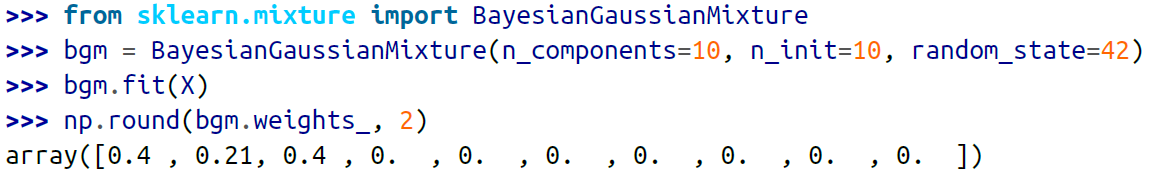 >>> from sklearn.mixture import BayesianGaussianMixture
>>> bgm = BayesianGaussianMixture(n_components=10, n_init=10, random_state=42)
>>> bgm.fit(X)
>>> np.round(bgm.weights_, 2)
array([0.4 , 0.21, 0.4 , 0.  , 0.  , 0.  , 0.  , 0.  , 0.  , 0.  ])